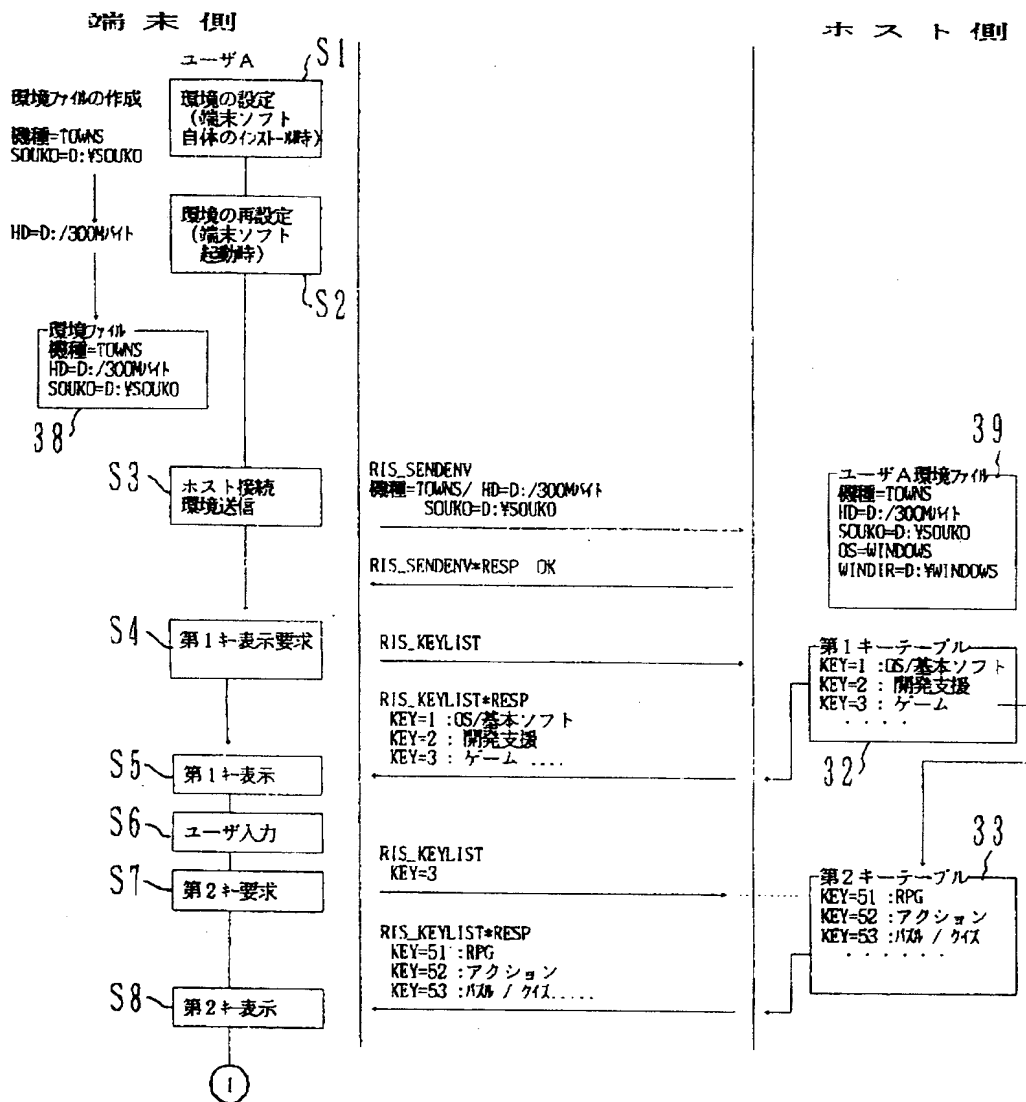 端末側
ホスト側
ユーザA
S1
環境ファイルの作成
機種=TOWNS
SOUKO=D:¥SOUKO
環境の設定
(端末ソフト
自体のインストール時)
HD=D:/300Mバイト
環境の再設定
(端末ソフト
起動時)
S2
環境ファイル
機種=TOWNS
HD=D:/300Mバイト
SOUKO=D:¥SOUKO
38
S3
ホスト接続
環境送信
RIS_SENDENV
機種=TOWNS/ HD=D:/300Mバイト
SOUKO=D:¥SOUKO
RIS_SENDENV*RESP OK
39
ユーザA環境ファイル
機種=TOWNS
HD=D:/300Mバイト
SOUKO=D:¥SOUKO
OS=WINDOWS
WINDIR=D:¥WINDOWS
S4
第1キー表示要求
RIS_KEYLIST
第1キーテーブル
KEY=1 :OS/基本ソフト
KEY=2 : 開発支援
KEY=3 : ゲーム
. . . .
32
RIS_KEYLIST*RESP
KEY=1 :OS/基本ソフト
KEY=2 : 開発支援
KEY=3 : ゲーム ....
S5
第1キー表示
S6
ユーザ入力
S7
第2キー要求
RIS_KEYLIST
KEY=3
33
第2キーテーブル
KEY=51 :RPG
KEY=52 :アクション
KEY=53 :パズル / クイズ
. . . . . .
RIS_KEYLIST*RESP
KEY=51 :RPG
KEY=52 :アクション
KEY=53 :パズル / クイズ.....
S8
第2キー表示
1